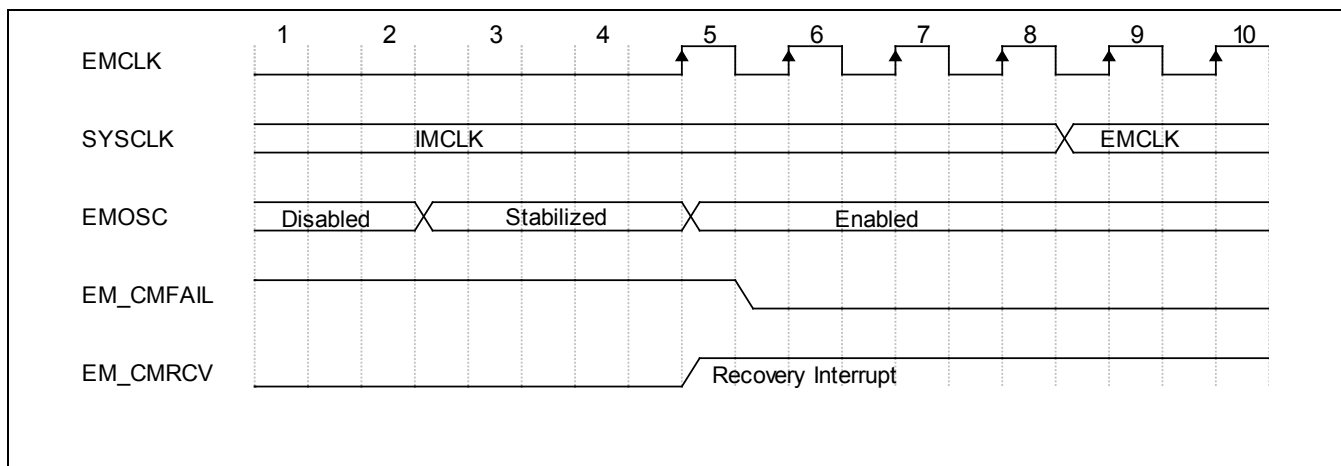 1 2 3 4 5 6 7 8 9 10
EMCLK
SYSCLK IMCLK EMCLK
EMOSC Disabled Stabilized Enabled
EM_CMFAIL
EM_CMRCV Recovery Interrupt